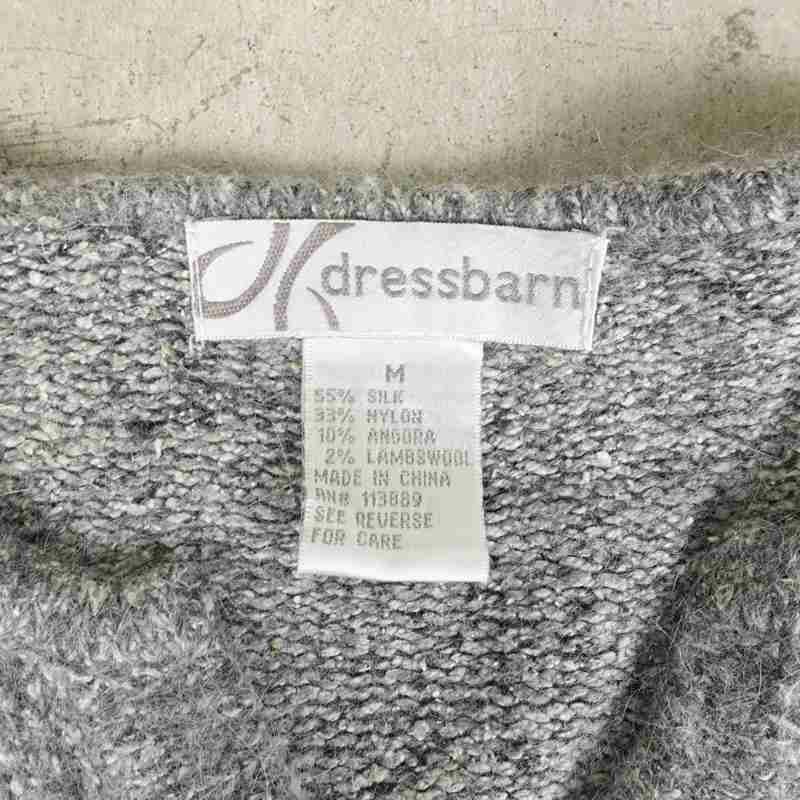 dressbarn
M
55% SILK
33% NYLON
10% ANGORA
2% LAMBSWOOL
MADE IN CHINA
RN# 113889
SEE REVERSE
FOR CARE